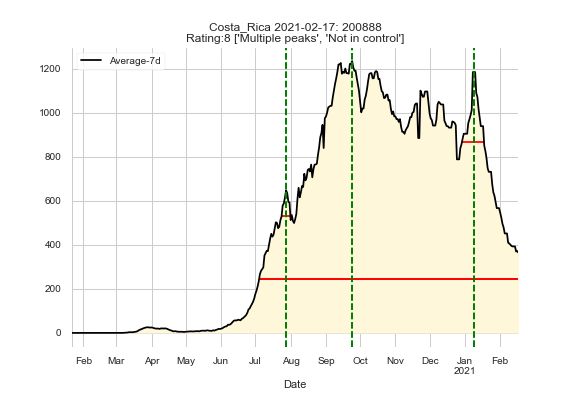 Costa_Rica 2021-02-17: 200888
Rating:8 ['Multiple peaks', 'Not in control']
Average-7d
1200
1000
800
600
400
200
0
Feb Mar Apr May Jun Jul Aug Sep Oct Nov Dec Jan Feb
2021
Date